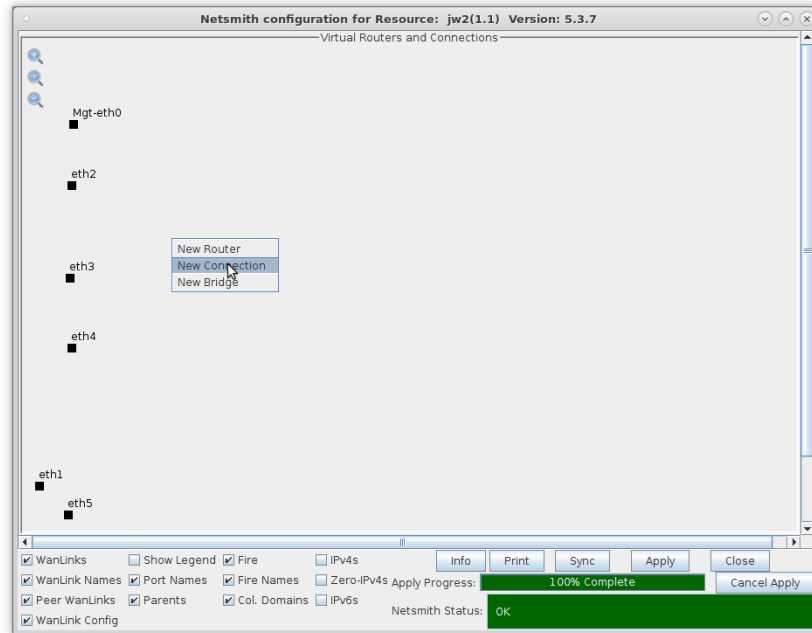 Netsmith configuration for Resource: jw2(1.1) Version: 5.3.7
Virtual Routers and Connections
Mgt-eth0
eth2
New Router
New Connection
New Bridge
eth3
eth4
eth1
eth5
WanLinks Show Legend Fire IPv4s Info Print Sync Apply Close
WanLink Names Port Names Fire Names Zero-IPv4s Apply Progress: 100% Complete Cancel Apply
Peer WanLinks Parents Col. Domains IPv6s
Netsmith Status: OK
WanLink Config